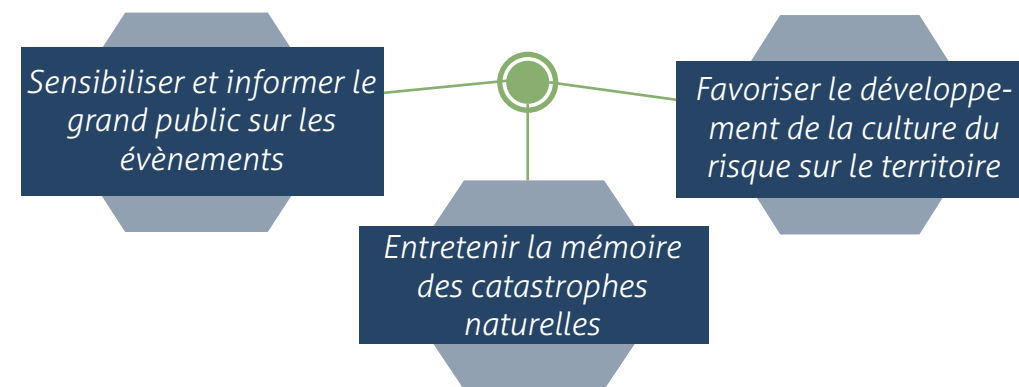 Sensibiliser et informer le
grand public sur les
évènements
Entretenir la mémoire
des catastrophes
naturelles
Favoriser le développe-
ment de la culture du
risque sur le territoire